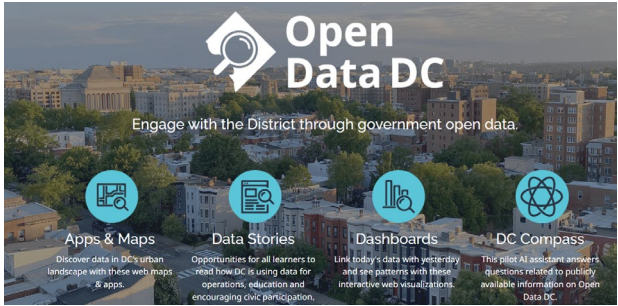 Open
Data DC
Engage with the District through government open data.
Apps & Maps
Discover data in DC's urban
landscape with these web maps
& apps.
Data Stories
Opportunities for all learners to
read how DC is using data for
operations, education and
encouraging civic participation.
Dashboards
Link today's data with yesterday
and see patterns with these
interactive web visualizations.
DC Compass
This pilot AI assistant answers
questions related to publicly
available information on Open
Data DC.